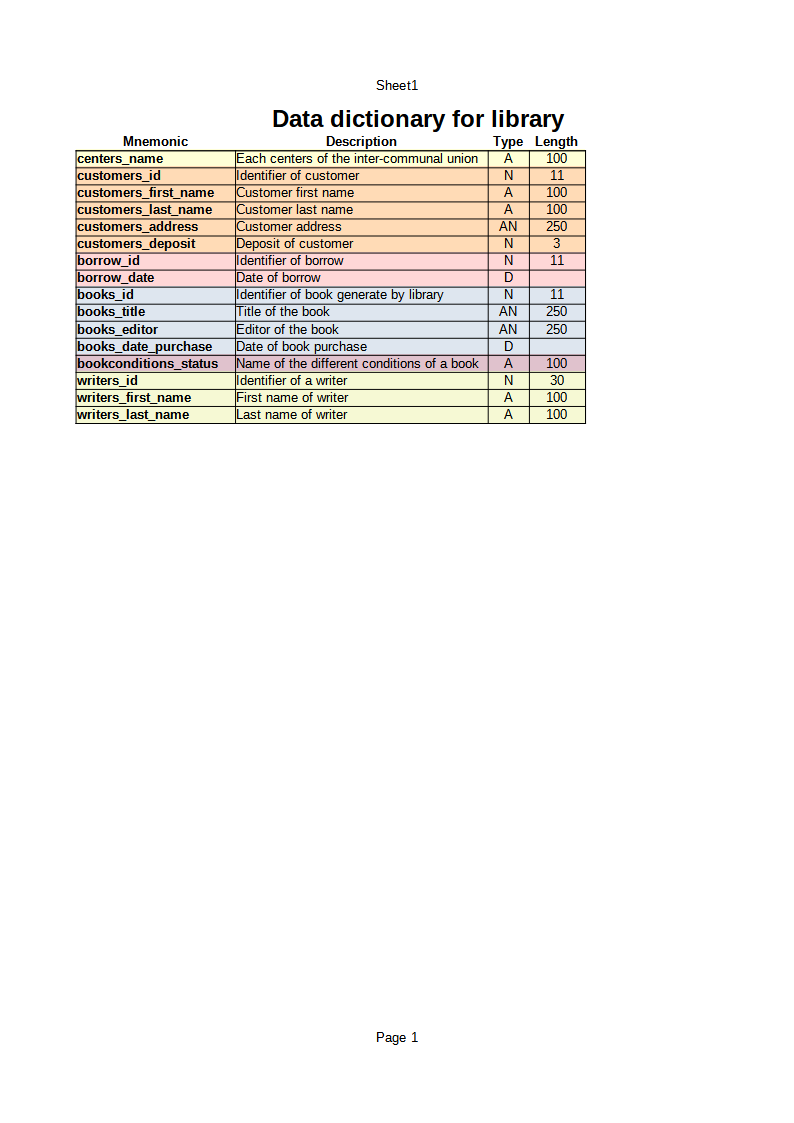 Sheet1
Data dictionary for library
Mnemonic Description Type Length
centers_name Each centers of the inter-communal union A 100
customers_id Identifier of customer N 11
customers_first_name Customer first name A 100
customers_last_name Customer last name A 100
customers_address Customer address AN 250
customers_deposit Deposit of customer N 3
borrow_id Identifier of borrow N 11
borrow_date Date of borrow D
books_id Identifier of book generate by library N 11
books_title Title of the book AN 250
books_editor Editor of the book AN 250
books_date_purchase Date of book purchase D
bookconditions_status Name of the different conditions of a book A 100
writers_id Identifier of a writer N 30
writers_first_name First name of writer A 100
writers_last_name Last name of writer A 100
Page 1